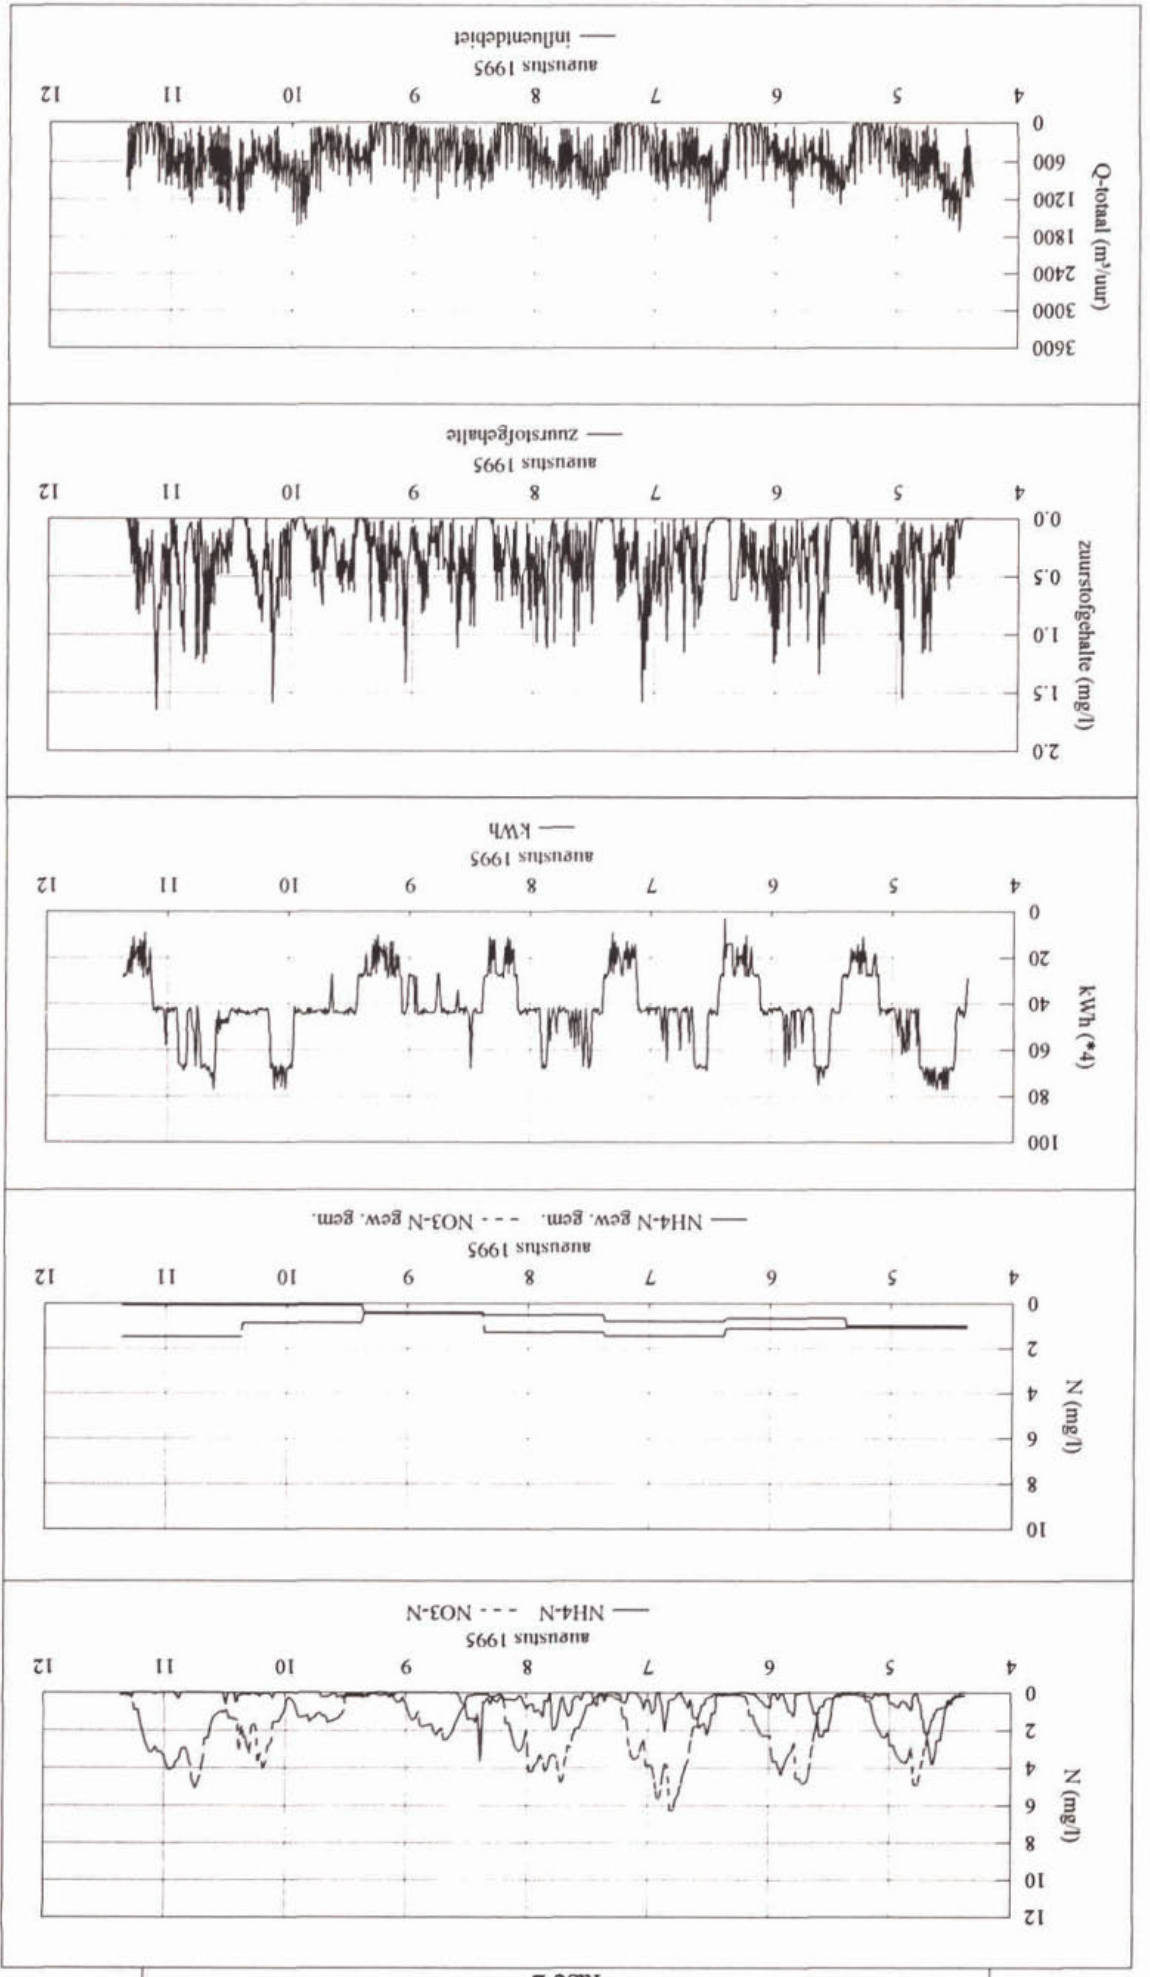 12
10
8
6
4
2
0
N (mg/l)
4 5 6 7 8 9 10 11 12
augustus 1995
NH4-N NO3-N
10
8
6
4
2
0
N (mg/l)
4 5 6 7 8 9 10 11 12
augustus 1995
NH4-N gew. gem. NO3-N gew. gem.
100
80
60
40
20
0
kWh (*4)
4 5 6 7 8 9 10 11 12
augustus 1995
kWh
2.0
1.5
1.0
0.5
0.0
zuurstofgehalte (mg/l)
4 5 6 7 8 9 10 11 12
augustus 1995
zuurstofgehalte
3600
3000
2400
1800
1200
600
0
Q-totaal (m³/uur)
4 5 6 7 8 9 10 11 12
augustus 1995
influentdebiet